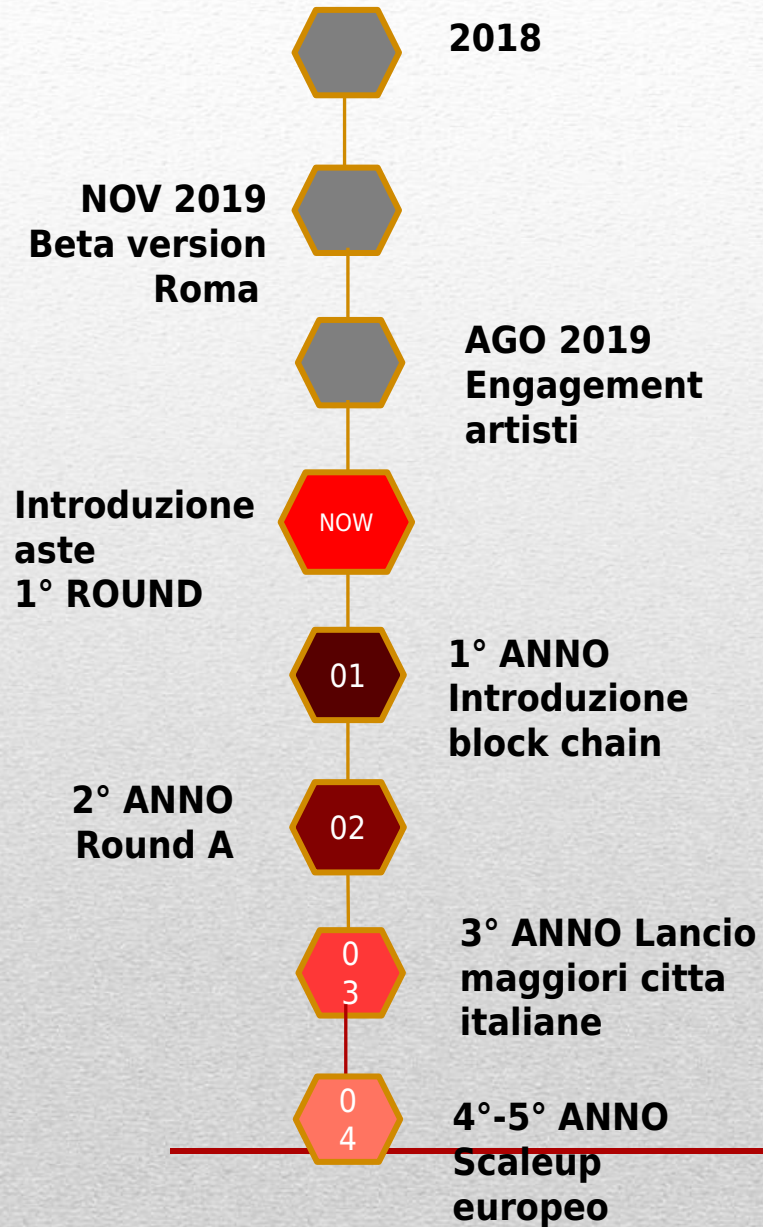 2018
NOV 2019
Beta version
Roma
AGO 2019
Engagement
artisti
Introduzione
aste
1° ROUND
NOW
01
1° ANNO
Introduzione
block chain
2° ANNO
Round A
02
0
3
3° ANNO Lancio
maggiori citta
italiane
0
4
4°-5° ANNO
Scaleup
europeo